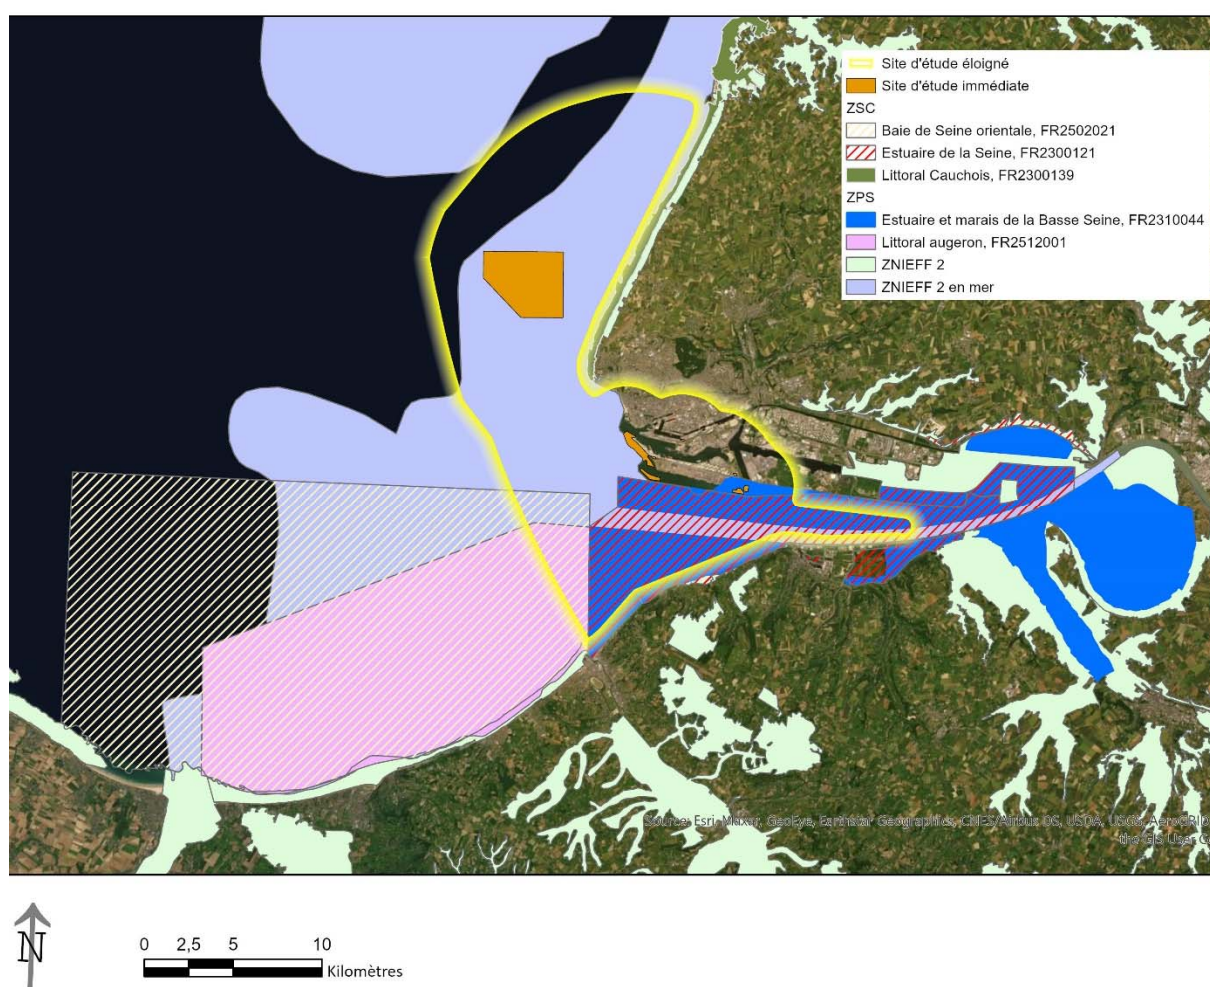 Site d'étude éloigné
Site d'étude immédiate
ZSC
Baie de Seine orientale, FR2502021
Estuaire de la Seine, FR2300121
Littoral Cauchois, FR2300139
ZPS
Estuaire et marais de la Basse Seine, FR2310044
Littoral augeron, FR2512001
ZNIEFF 2
ZNIEFF 2 en mer
Source: Esri, Maxar, GeoEye, Earthstar Geographics, CNES/Airbus DS, USDA, USGS, AeroGRID
the GIS User C
N
0 2,5 5 10
Kilomètres